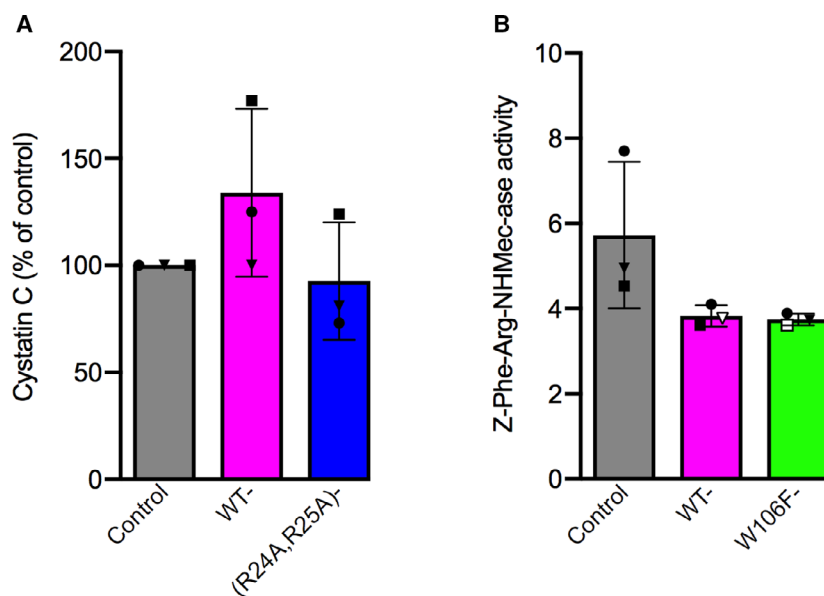 A
Cystatin C (% of control)
200
150
100
50
0
Control
WT-
(R24A,R25A)-
B
Z-Phe-Arg-NHMec-ase activity
10
8
6
4
2
0
Control
WT-
W106F-